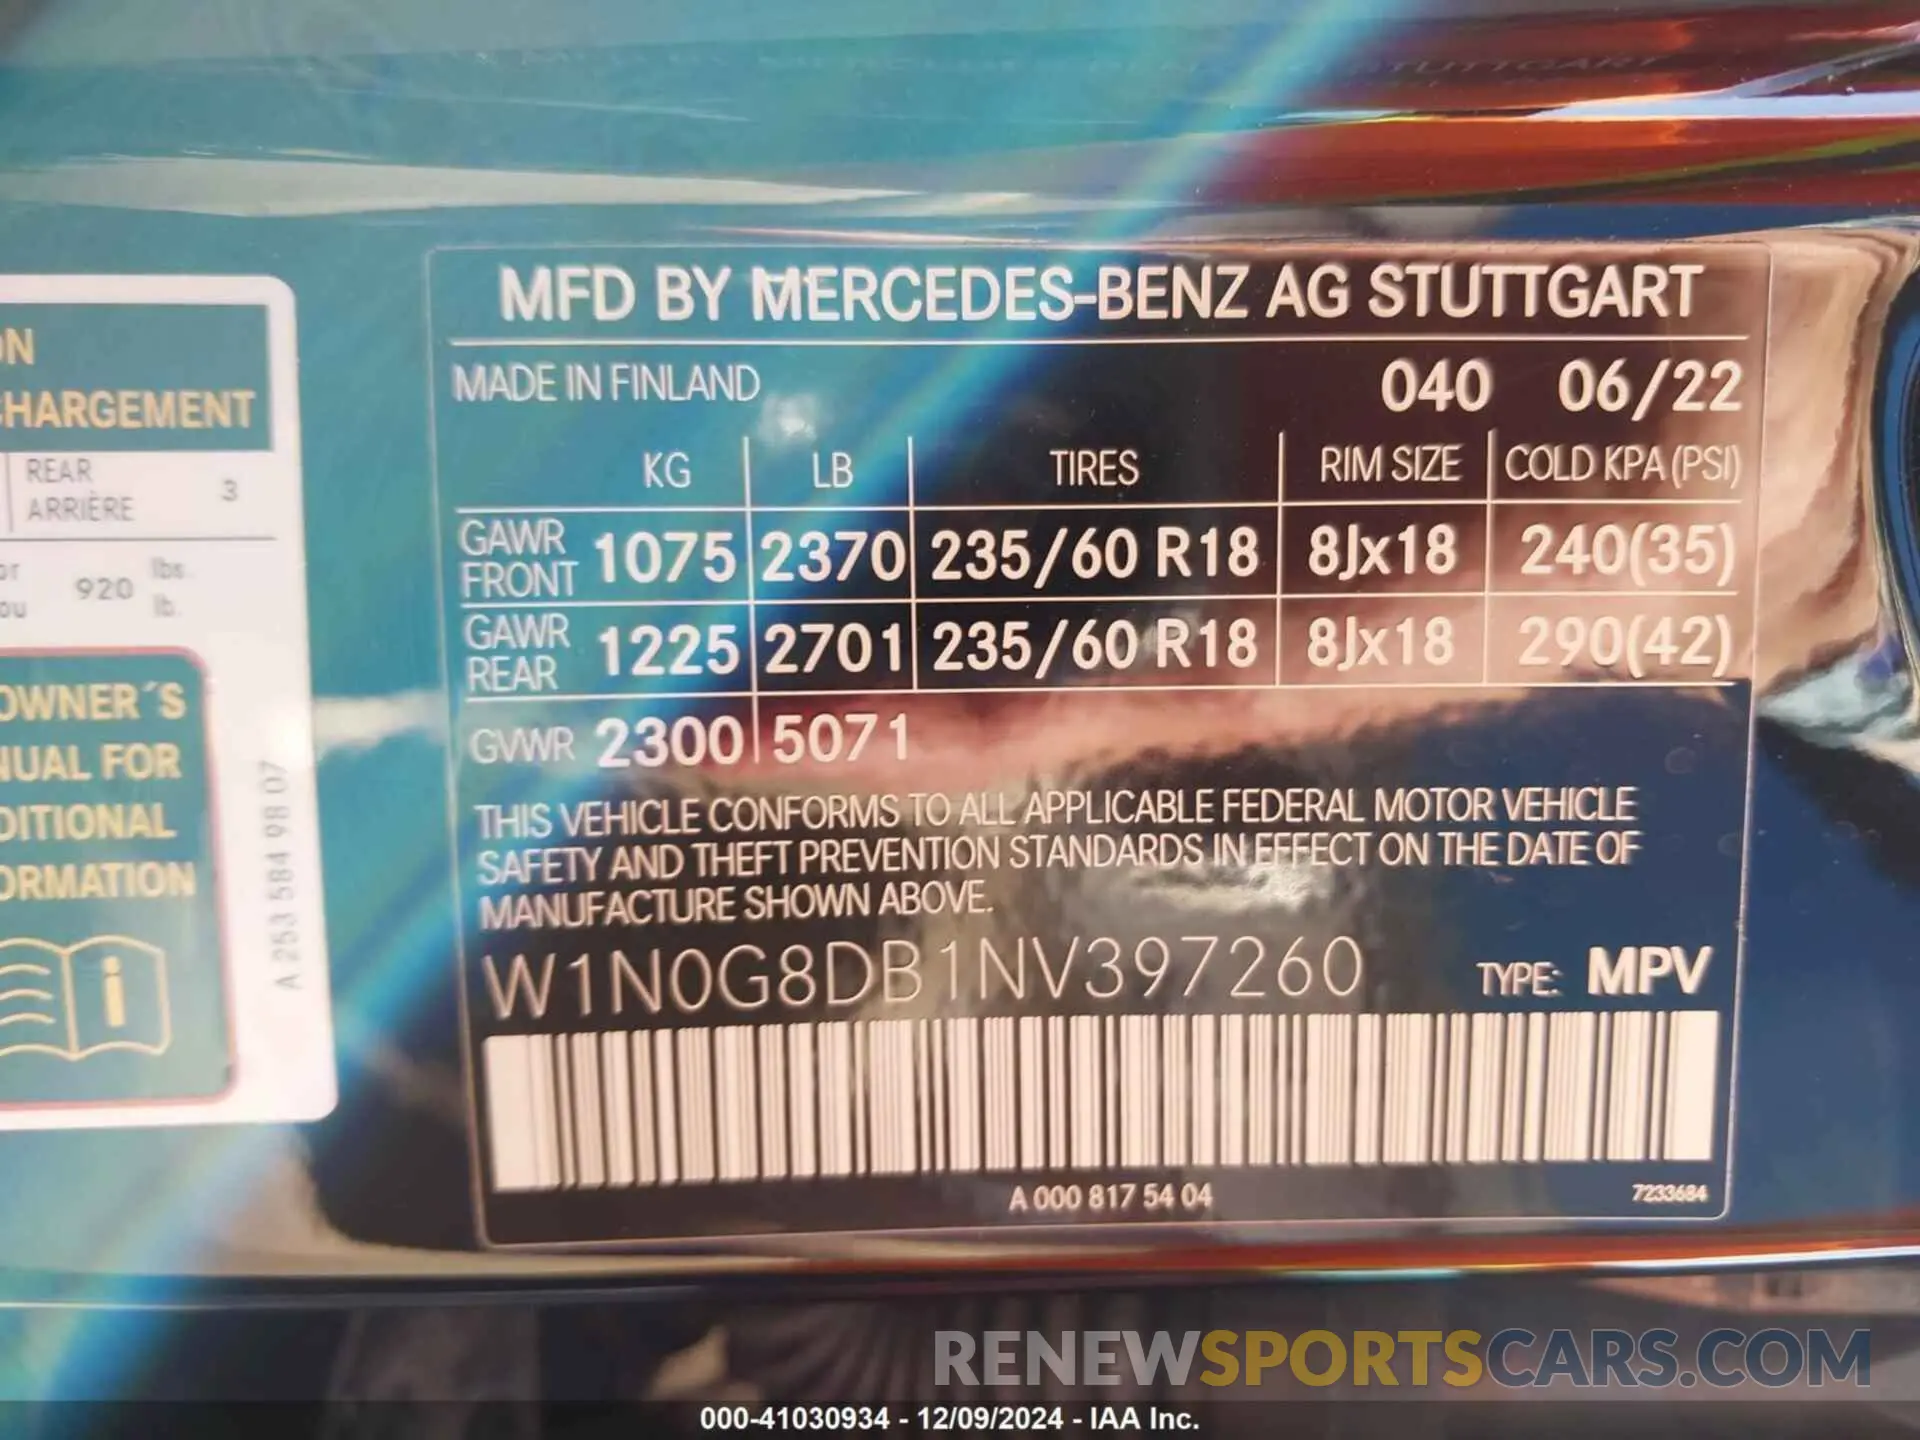 MFD BY MERCEDES-BENZ AG STUTTGART
MADE IN FINLAND 040 06/22
KG LB TIRES RIM SIZE COLD KPA (PSI)
GAWR FRONT 1075 2370 235/60 R18 8Jx18 240(35)
GAWR REAR 1225 2701 235/60 R18 8Jx18 290(42)
GVWR 2300 5071
THIS VEHICLE CONFORMS TO ALL APPLICABLE FEDERAL MOTOR VEHICLE
SAFETY AND THEFT PREVENTION STANDARDS IN EFFECT ON THE DATE OF
MANUFACTURE SHOWN ABOVE.
W1N0G8DB1NV397260 TYPE: MPV
A 000 817 54 04 7233684
ON
CHARGEMENT
REAR
ARRIÈRE 3
or 920 lbs.
ou lb.
OWNER´S
NUAL FOR
DITIONAL
ORMATION
i
A 253 584 98 07
RENEWSPORTSCARS.COM
000-41030934 - 12/09/2024 - IAA Inc.